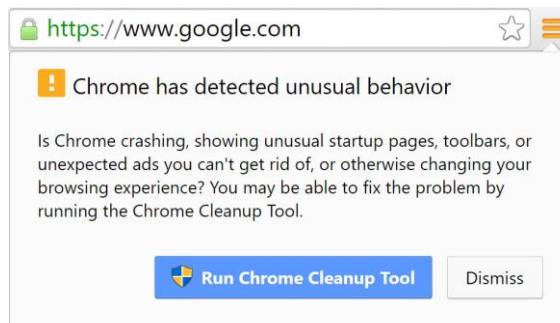 https://www.google.com
Chrome has detected unusual behavior
Is Chrome crashing, showing unusual startup pages, toolbars, or
unexpected ads you can't get rid of, or otherwise changing your
browsing experience? You may be able to fix the problem by
running the Chrome Cleanup Tool.
Run Chrome Cleanup Tool
Dismiss